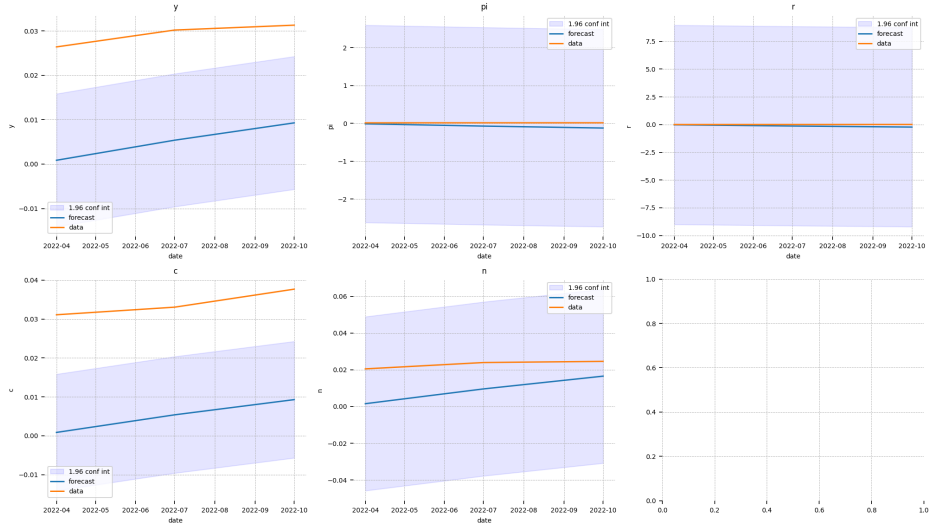 y
0.03
0.02
0.01
0.00
−0.01
y
1.96 conf int
forecast
data
2022-04 2022-05 2022-06 2022-07 2022-08 2022-09 2022-10
date
pi
2
1
0
−1
−2
pi
1.96 conf int
forecast
data
2022-04 2022-05 2022-06 2022-07 2022-08 2022-09 2022-10
date
r
7.5
5.0
2.5
0.0
−2.5
−5.0
−7.5
−10.0
r
1.96 conf int
forecast
data
2022-04 2022-05 2022-06 2022-07 2022-08 2022-09 2022-10
date
c
0.04
0.03
0.02
0.01
0.00
−0.01
c
1.96 conf int
forecast
data
2022-04 2022-05 2022-06 2022-07 2022-08 2022-09 2022-10
date
n
0.06
0.04
0.02
0.00
−0.02
−0.04
n
1.96 conf int
forecast
data
2022-04 2022-05 2022-06 2022-07 2022-08 2022-09 2022-10
date
1.0
0.8
0.6
0.4
0.2
0.0
0.0 0.2 0.4 0.6 0.8 1.0